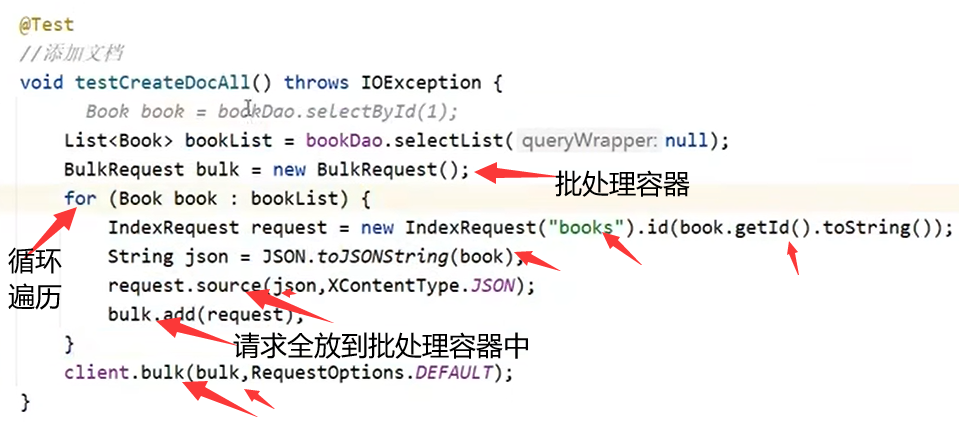 @Test
//添加文档
void testCreateDocAll() throws IOException {
Book book = bookDao.selectById(1);
List<Book> bookList = bookDao.selectList( queryWrapper: null);
BulkRequest bulk = new BulkRequest();
批处理容器
for (Book book : bookList) {
IndexRequest request = new IndexRequest("books").id(book.getId().toString());
循环
遍历
String json = JSON.toJSONString(book);
request.source(json,XContentType.JSON);
bulk.add(request);
请求全放到批处理容器中
}
client.bulk(bulk,RequestOptions.DEFAULT);
}